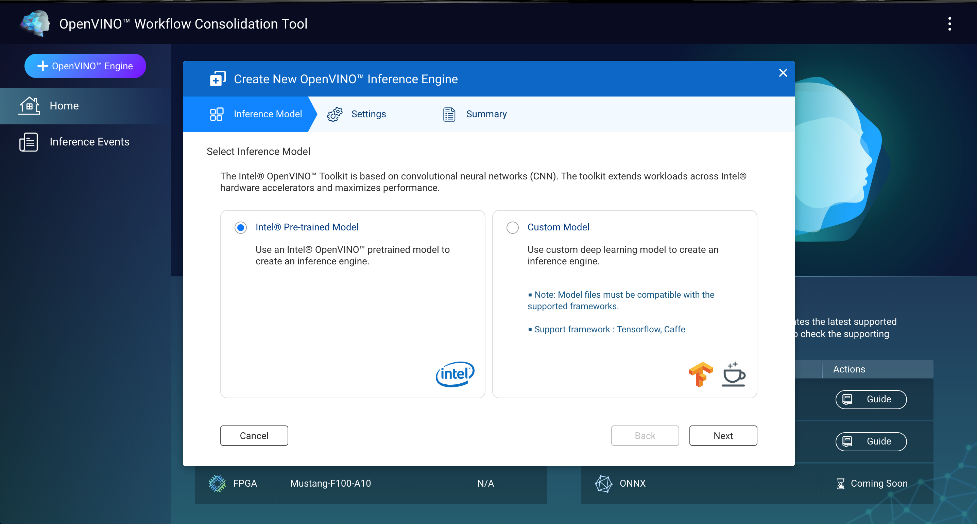 OpenVINO™ Workflow Consolidation Tool
+ OpenVINO™ Engine
Home
Inference Events
Create New OpenVINO™ Inference Engine
Inference Model
Settings
Summary
Select Inference Model
The Intel® OpenVINO™ Toolkit is based on convolutional neural networks (CNN). The toolkit extends workloads across Intel®
hardware accelerators and maximizes performance.
Intel® Pre-trained Model
Use an Intel® OpenVINO™ pretrained model to
create an inference engine.
intel
Custom Model
Use custom deep learning model to create an
inference engine.
▪ Note: Model files must be compatible with the
supported frameworks.
▪ Support framework : Tensorflow, Caffe
Cancel
Back
Next
the latest supported
to check the supporting
Actions
Guide
Guide
FPGA Mustang-F100-A10 N/A
ONNX Coming Soon